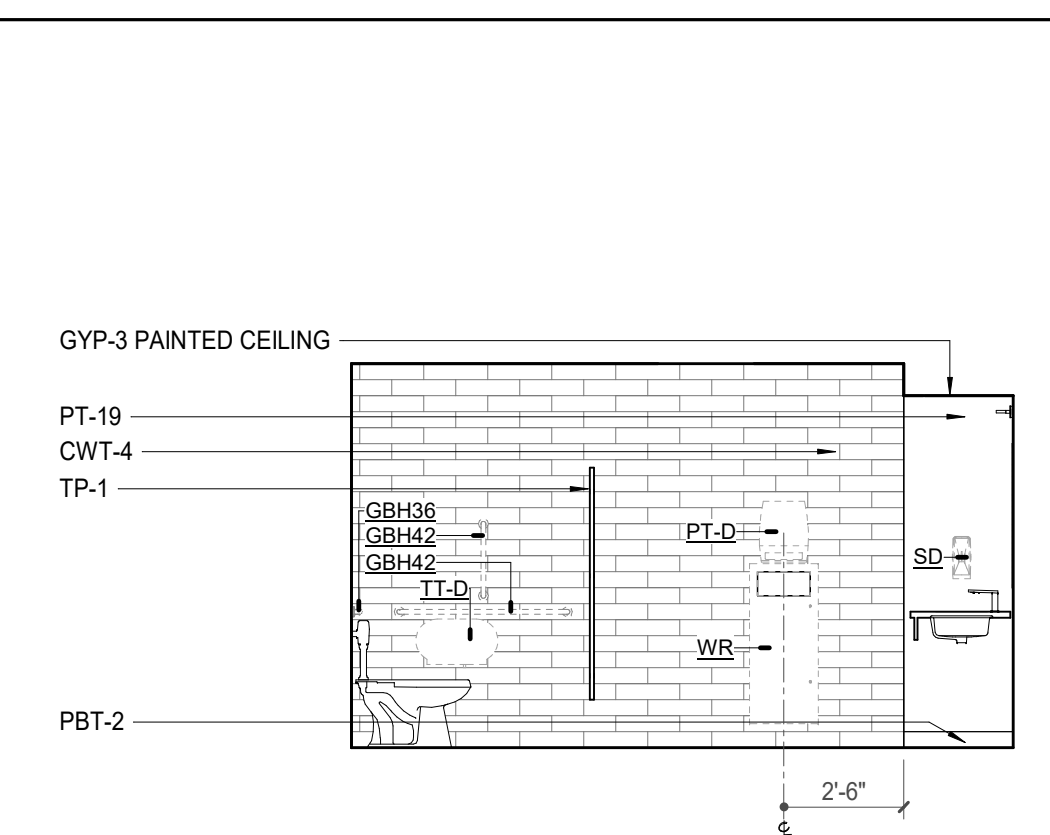 GYP-3 PAINTED CEILING
PT-19
CWT-4
TP-1
GBH36
GBH42
GBH42
TT-D
PT-D
SD
WR
PBT-2
2'-6"
℄